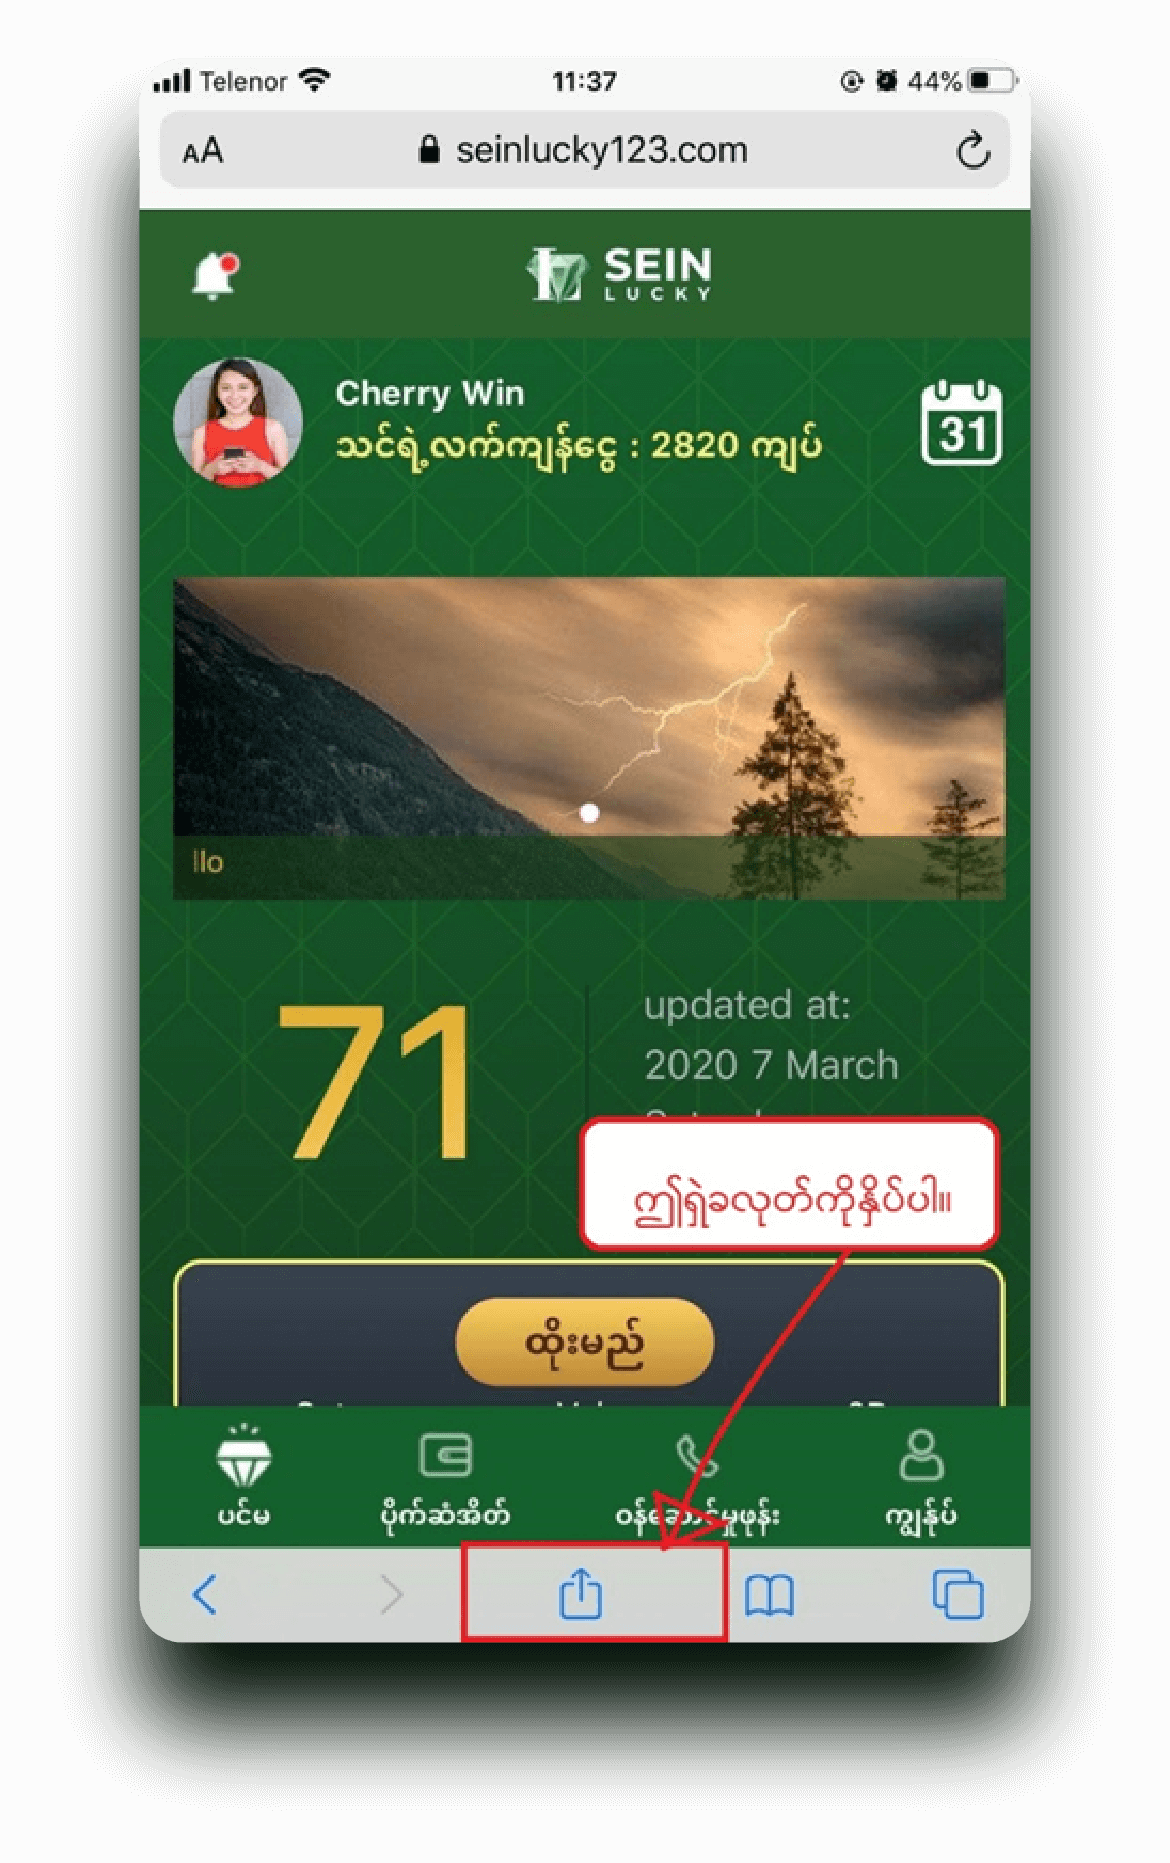 Telenor 11:37 44%
AA seinlucky123.com
SEIN
LUCKY
Cherry Win
သင်ရဲ့လက်ကျန်ငွေ : 2820 ကျပ်
31
llo
71
updated at:
2020 7 March
ဤရှဲခလုတ်ကိုနှိပ်ပါ။
ထိုးမည်
ပင်မ ပိုက်ဆံအိတ် ဝန်ဆောင်မှုဖုန်း ကျွန်ုပ်